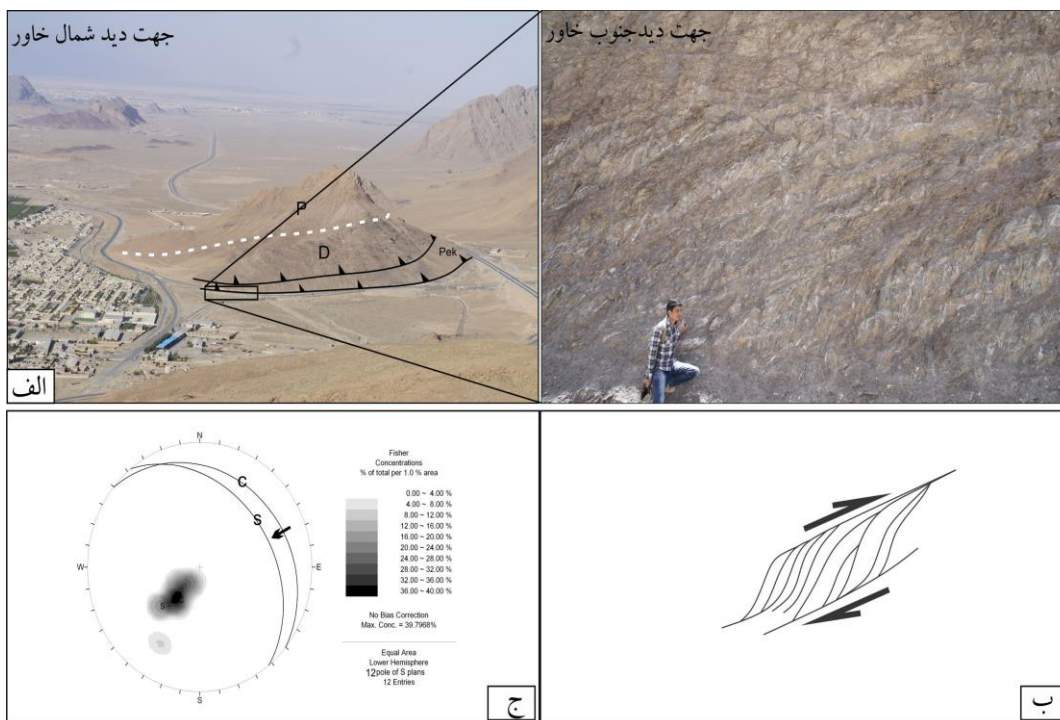 جهت دید شمال خاور
جهت دیدجنوب خاور
P
D
Pek
الف
N
W
E
S
C
S
S
Fisher
Concentrations
% of total per 1.0 % area
0.00 ~ 4.00 %
4.00 ~ 8.00 %
8.00 ~ 12.00 %
12.00 ~ 16.00 %
16.00 ~ 20.00 %
20.00 ~ 24.00 %
24.00 ~ 28.00 %
28.00 ~ 32.00 %
32.00 ~ 36.00 %
36.00 ~ 40.00 %
No Bias Correction
Max. Conc. = 39.7968%
Equal Area
Lower Hemisphere
12pole of S plans
12 Entries
ج
ب